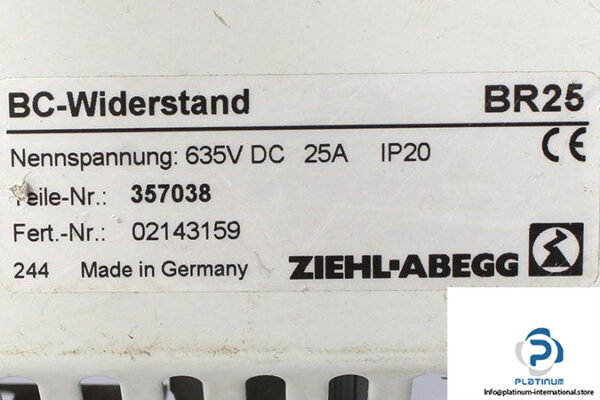 BC-Widerstand BR25
Nennspannung: 635V DC 25A IP20 CE
eile-Nr.: 357038
Fert.-Nr.: 02143159
244 Made in Germany ZIEHL-ABEGG
PLATINUM
Info@platinum-international.store